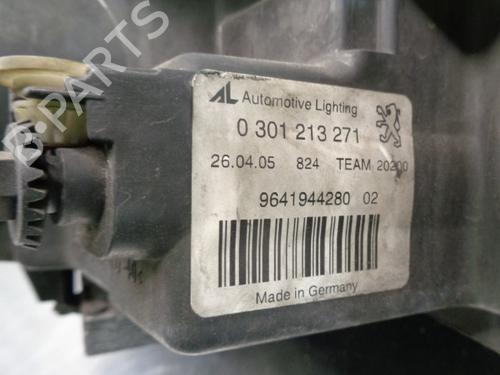 B-PARTS
AL Automotive Lighting
0 301 213 271
26.04.05 824 TEAM 20200
9641944280 02
Made in Germany